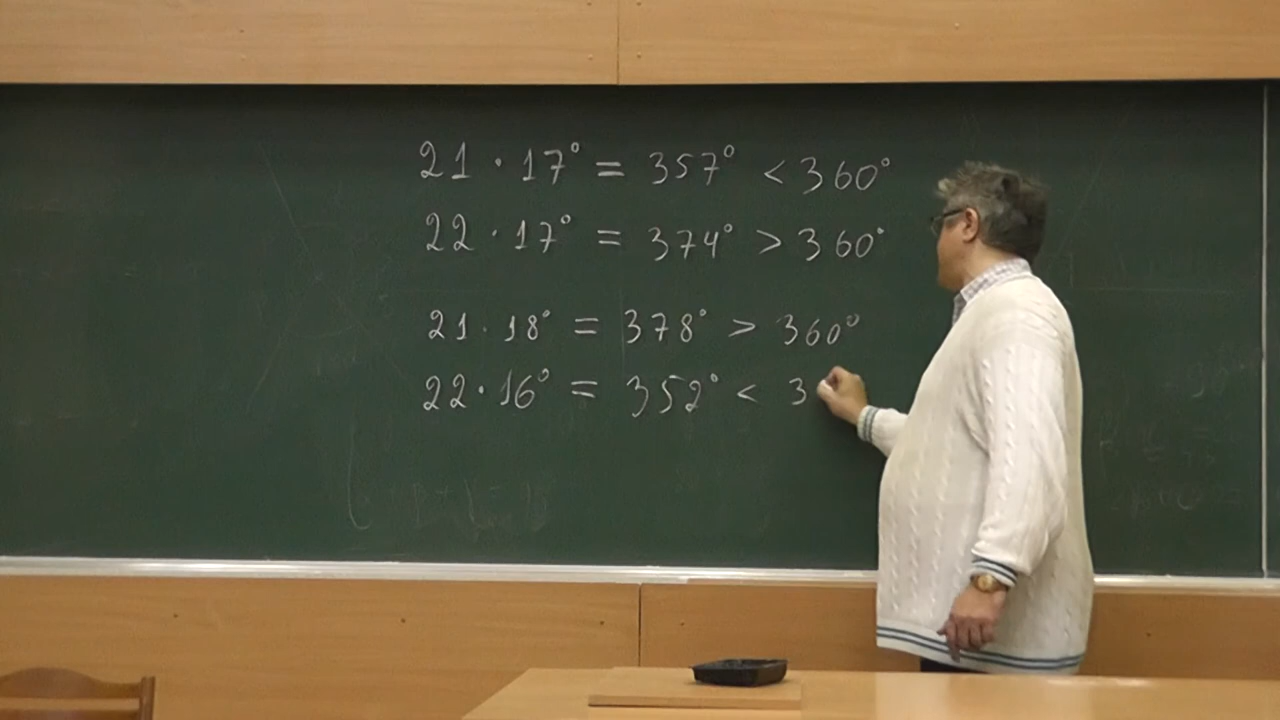 21 · 17° = 357° < 360°
22 · 17° = 374° > 360°
21 · 18° = 378° > 360°
22 · 16° = 352° < 3